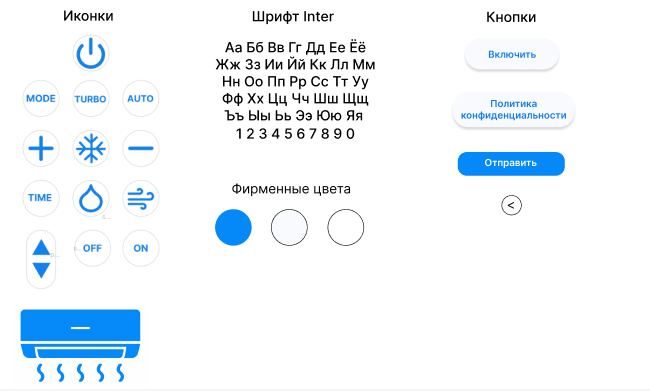 Иконки
MODE
TURBO
AUTO
TIME
OFF
ON
Шрифт Inter
Аа Бб Вв Гг Дд Ее Ёё
Жж Зз Ии Йй Кк Лл Мм
Нн Оо Пп Рр Сс Тт Уу
Фф Хх Цц Чч Шш Щщ
Ъъ Ыы Ьь Ээ Юю Яя
1 2 3 4 5 6 7 8 9 0
Фирменные цвета
Кнопки
Включить
Политика
конфиденциальности
Отправить
<